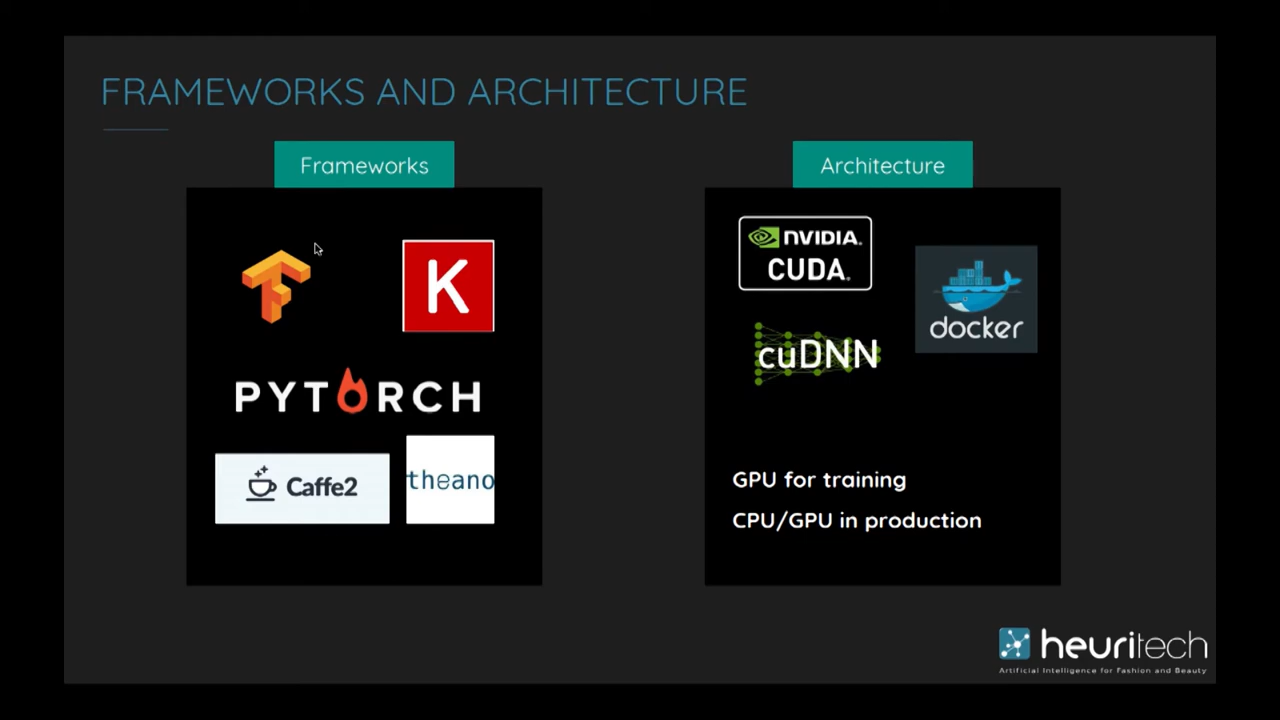 FRAMEWORKS AND ARCHITECTURE
Frameworks
K
PYTORCH
Caffe2
theano
Architecture
NVIDIA.
CUDA.
docker
cuDNN
GPU for training
CPU/GPU in production
heuritech
Artificial Intelligence for Fashion and Beauty